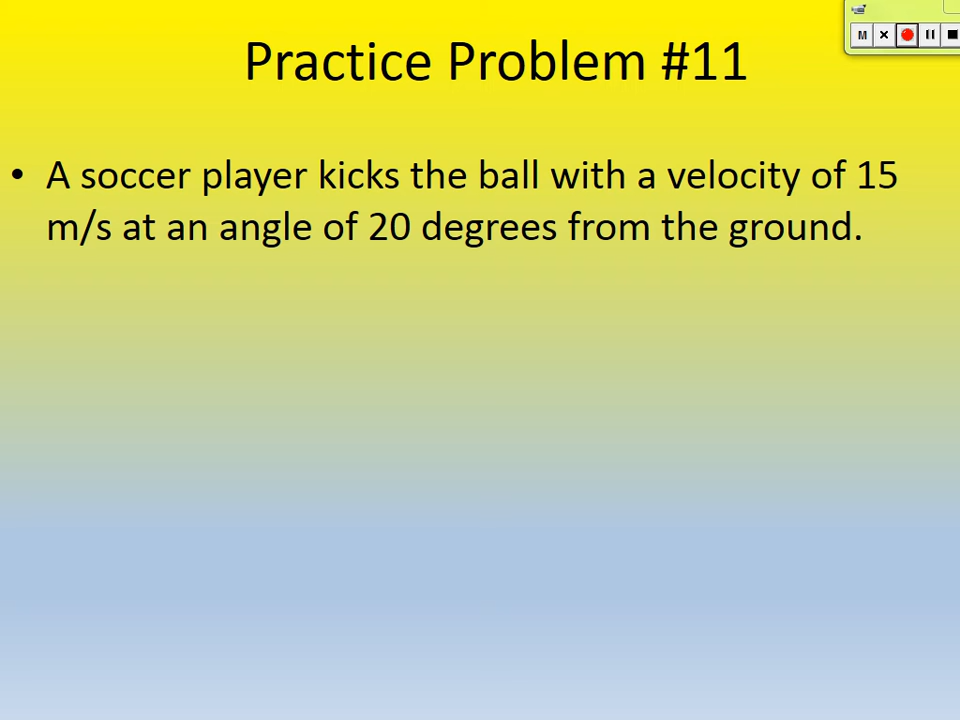 Practice Problem #11
• A soccer player kicks the ball with a velocity of 15
m/s at an angle of 20 degrees from the ground.
M